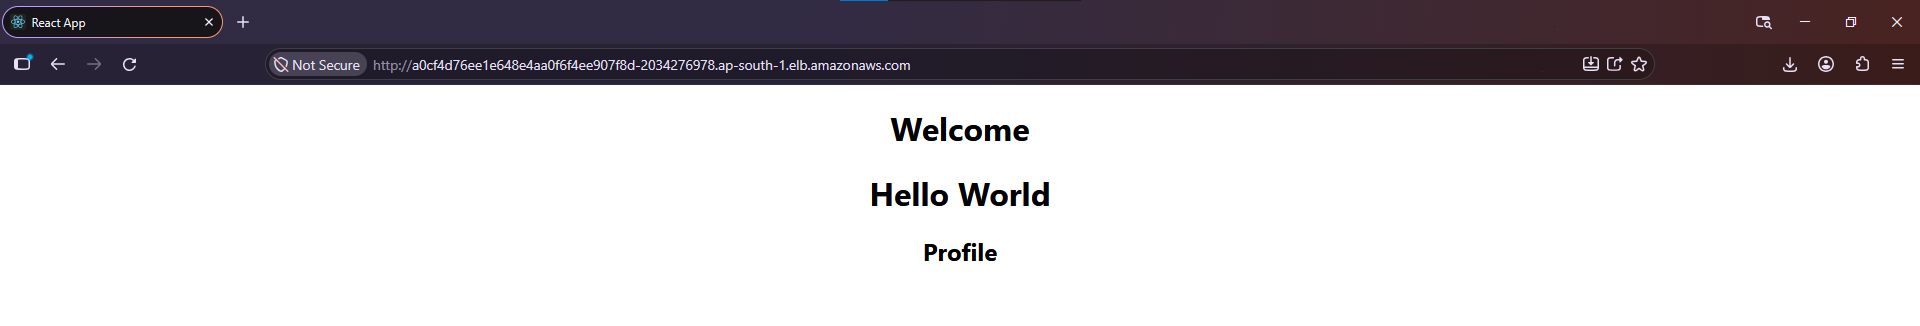 React App
Not Secure http://a0cf4d76ee1e648e4aa0f6f4ee907f8d-2034276978.ap-south-1.elb.amazonaws.com
Welcome
Hello World
Profile